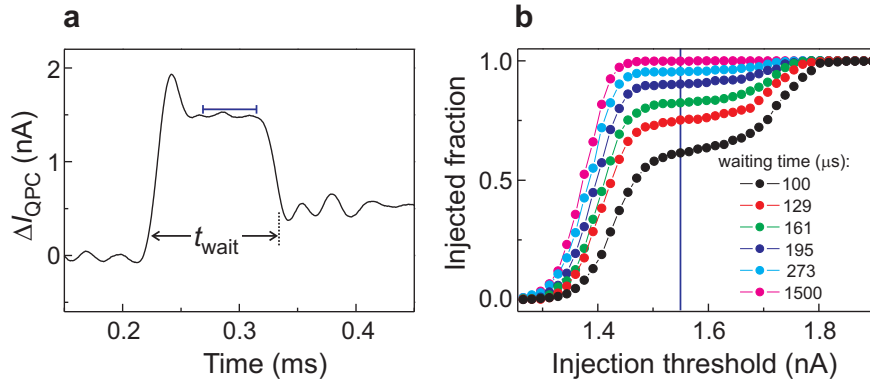 a
ΔI_QPC (nA)
2
1
0
t_wait
0.2
0.3
0.4
Time (ms)
b
Injected fraction
1.0
0.5
0.0
waiting time (μs):
100
129
161
195
273
1500
1.4
1.6
1.8
Injection threshold (nA)